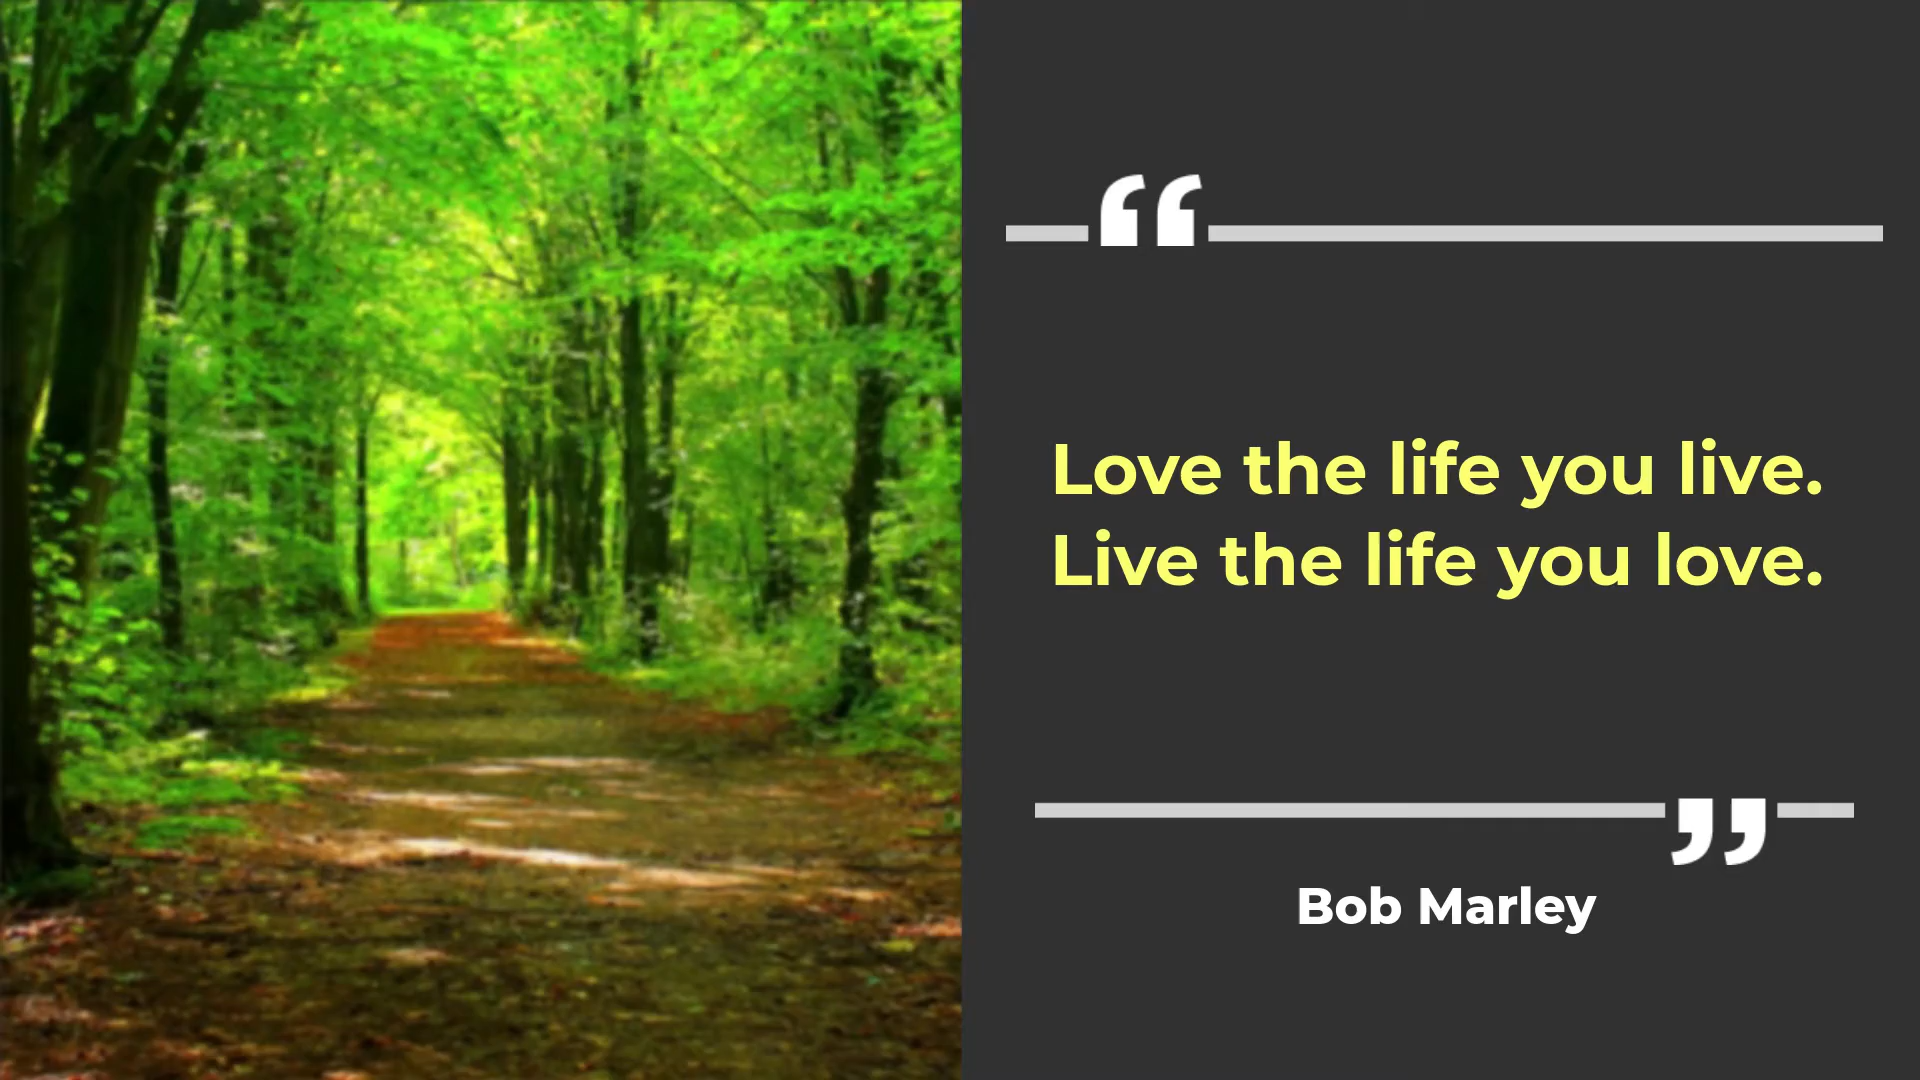 “
Love the life you live.
Live the life you love.
”
Bob Marley